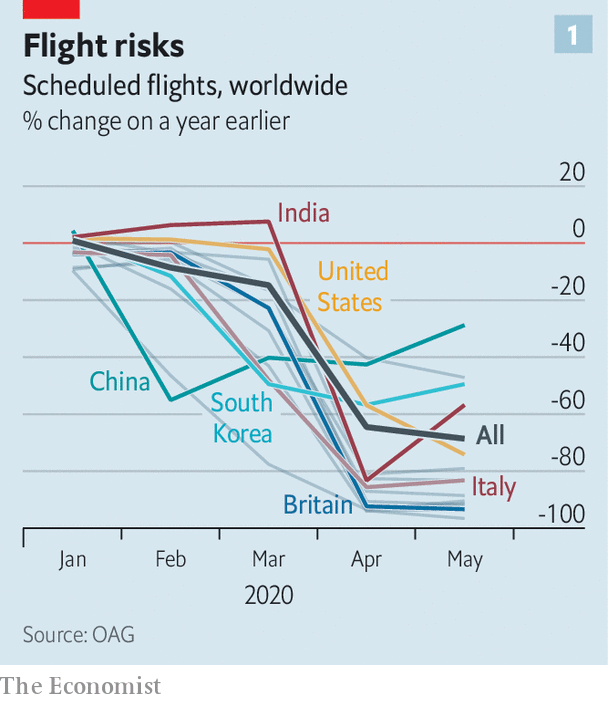 Flight risks
1
Scheduled flights, worldwide
% change on a year earlier
20
India
0
United
States
-20
-40
China
South
Korea
-60
All
-80
Italy
Britain
-100
Jan Feb Mar Apr May
2020
Source: OAG
The Economist